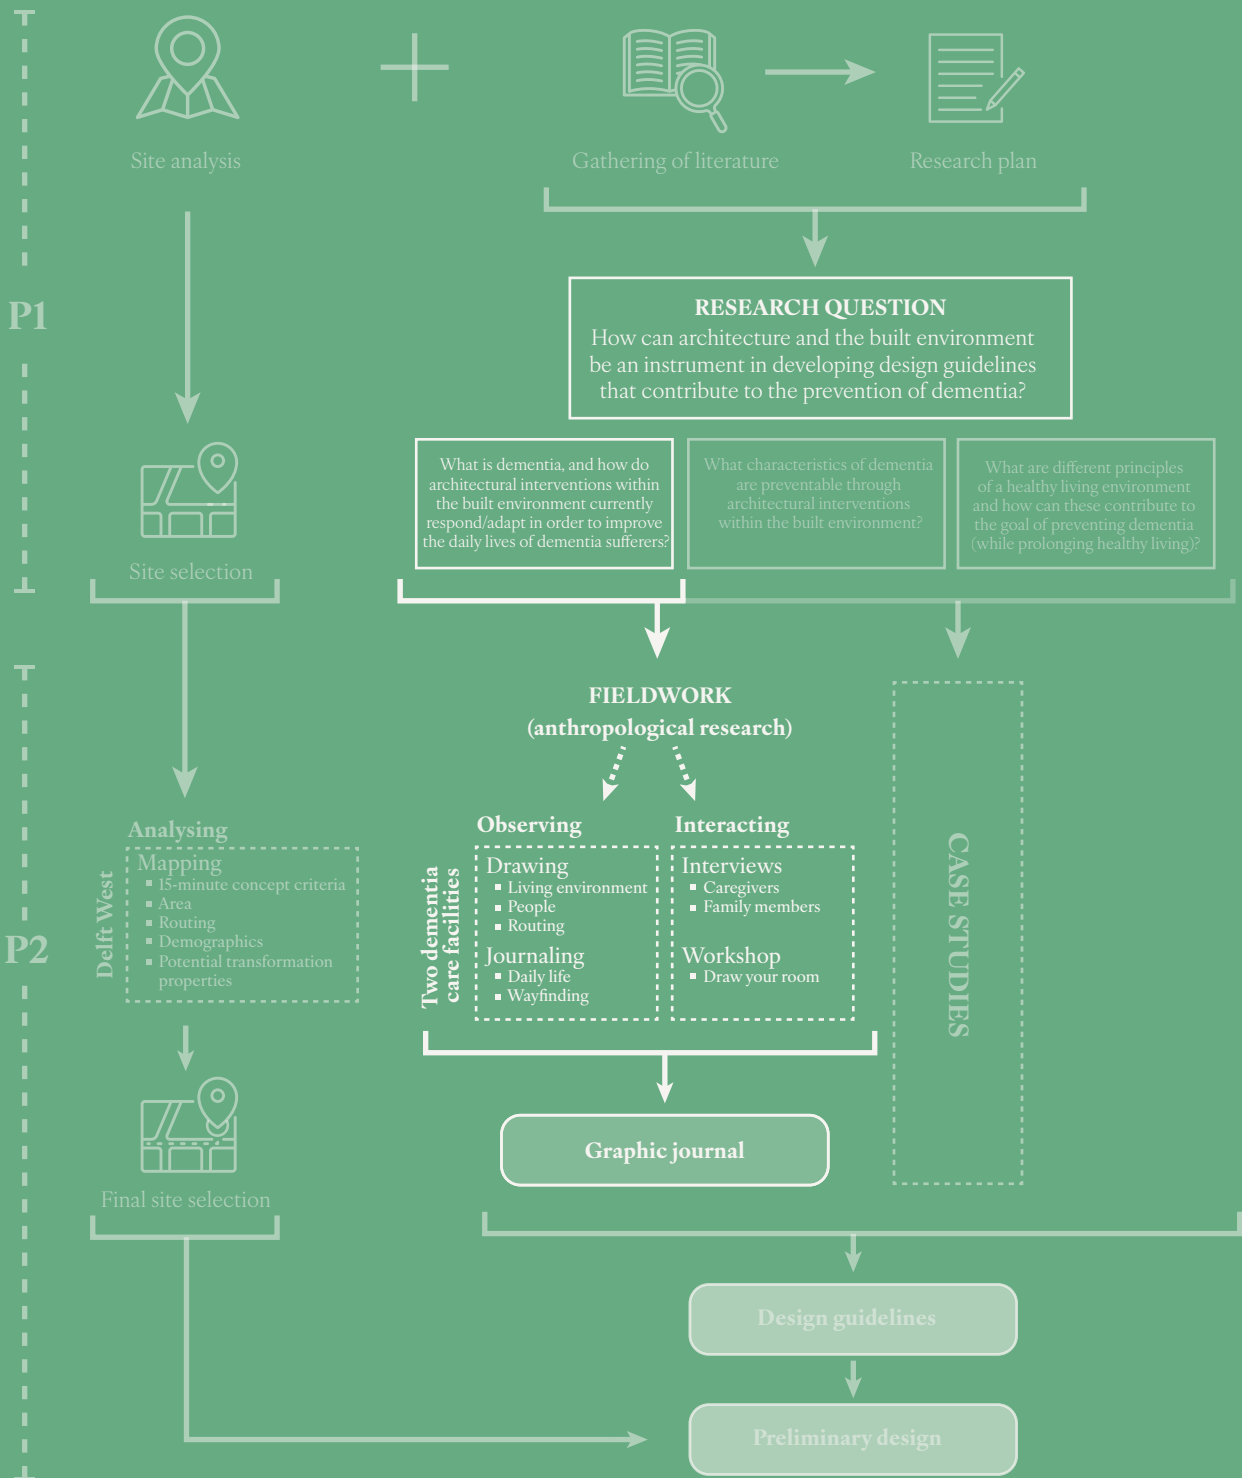 Site analysis
Gathering of literature
Research plan
P1
RESEARCH QUESTION
How can architecture and the built environment
be an instrument in developing design guidelines
that contribute to the prevention of dementia?
What is dementia, and how do
architectural interventions within
the built environment currently
respond/adapt in order to improve
the daily lives of dementia sufferers?
What characteristics of dementia
are preventable through
architectural interventions
within the built environment?
What are different principles
of a healthy living environment
and how can these contribute to
the goal of preventing dementia
(while prolonging healthy living)?
Site selection
P2
FIELDWORK
(anthropological research)
Analysing
Delft West
Mapping
▪ 15-minute concept criteria
▪ Area
▪ Routing
▪ Demographics
▪ Potential transformation
properties
Two dementia
care facilities
Observing
Drawing
▪ Living environment
▪ People
▪ Routing
Journaling
▪ Daily life
▪ Wayfinding
Interacting
Interviews
▪ Caregivers
▪ Family members
Workshop
▪ Draw your room
CASE STUDIES
Graphic journal
Final site selection
Design guidelines
Preliminary design